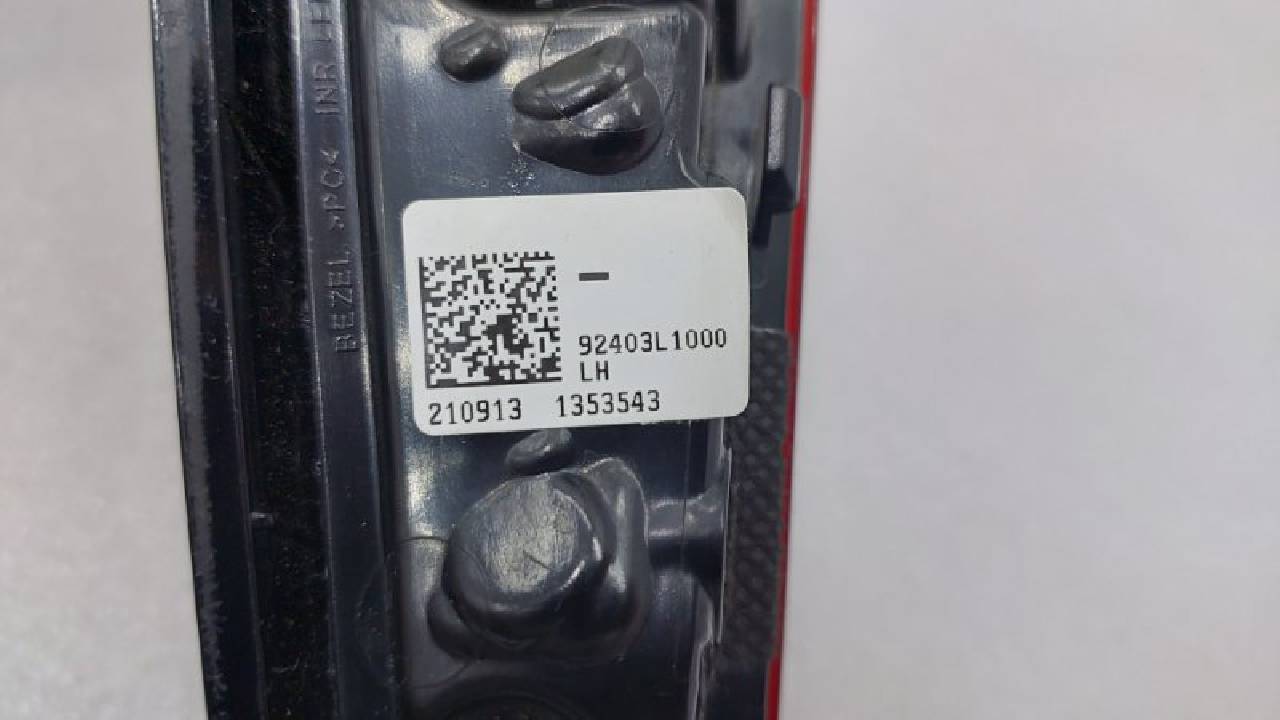 –
92403L1000
LH
210913 1353543
BEZEL >PC< INR